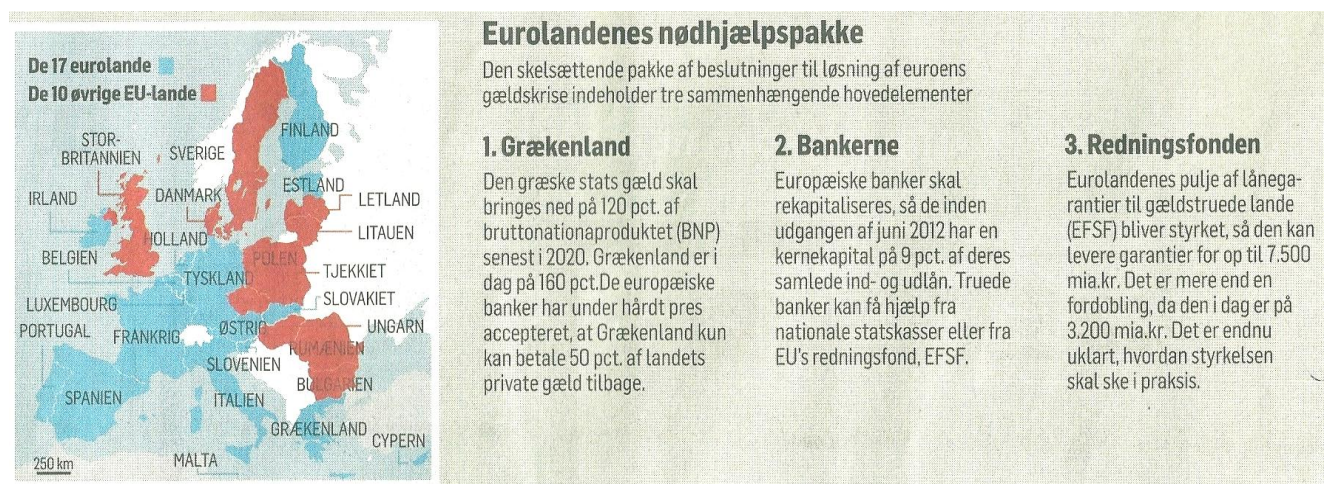 De 17 eurolande
De 10 øvrige EU-lande
FINLAND
STOR-
BRITANNIEN
SVERIGE
ESTLAND
IRLAND
DANMARK
LETLAND
LITAUEN
HOLLAND
BELGIEN
POLEN
TYSKLAND
TJEKKIET
LUXEMBOURG
SLOVAKIET
PORTUGAL
FRANKRIG
ØSTRIG
UNGARN
RUMÆNIEN
SLOVENIEN
BULGARIEN
SPANIEN
ITALIEN
GRÆKENLAND
CYPERN
MALTA
250 km
Eurolandenes nødhjælpspakke
Den skelsættende pakke af beslutninger til løsning af euroens
gældskrise indeholder tre sammenhængende hovedelementer
1. Grækenland
Den græske stats gæld skal
bringes ned på 120 pct. af
bruttonationaproduktet (BNP)
senest i 2020. Grækenland er i
dag på 160 pct.De europæiske
banker har under hårdt pres
accepteret, at Grækenland kun
kan betale 50 pct. af landets
private gæld tilbage.
2. Bankerne
Europæiske banker skal
rekapitaliseres, så de inden
udgangen af juni 2012 har en
kernekapital på 9 pct. af deres
samlede ind- og udlån. Truede
banker kan få hjælp fra
nationale statskasser eller fra
EU's redningsfond, EFSF.
3. Redningsfonden
Eurolandenes pulje af lånega-
rantier til gældstruede lande
(EFSF) bliver styrket, så den kan
levere garantier for op til 7.500
mia.kr. Det er mere end en
fordobling, da den i dag er på
3.200 mia.kr. Det er endnu
uklart, hvordan styrkelsen
skal ske i praksis.